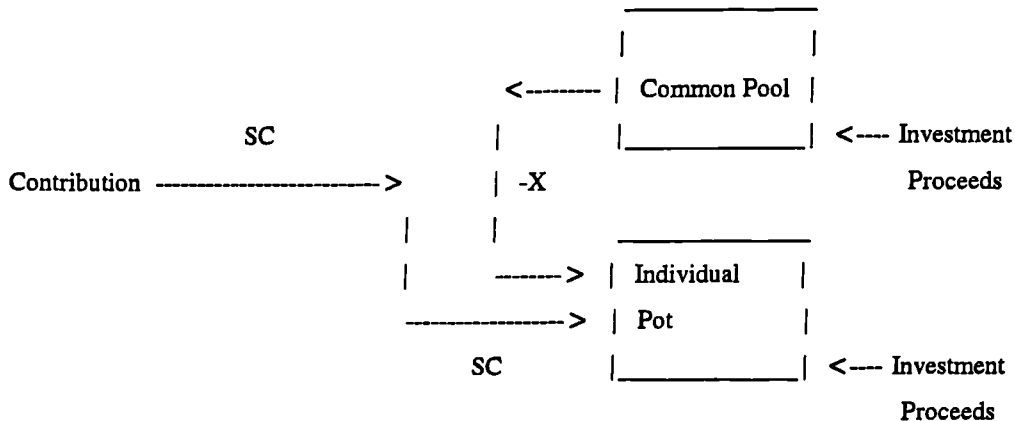 Common Pool
SC
Investment
Contribution
-X
Proceeds
Individual
Pot
SC
Investment
Proceeds